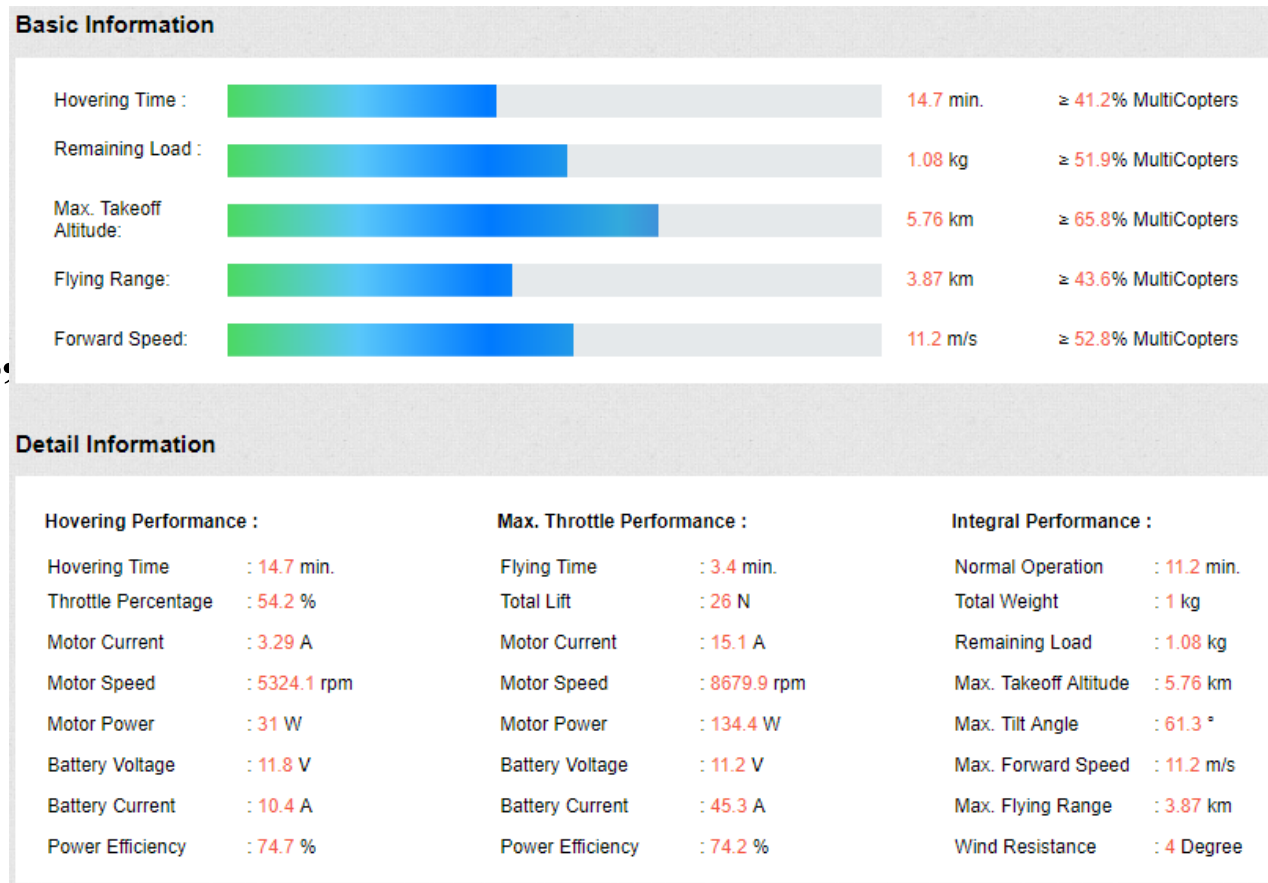 Basic Information
Hovering Time : 14.7 min. ≥ 41.2% MultiCopters
Remaining Load : 1.08 kg ≥ 51.9% MultiCopters
Max. Takeoff Altitude: 5.76 km ≥ 65.8% MultiCopters
Flying Range: 3.87 km ≥ 43.6% MultiCopters
Forward Speed: 11.2 m/s ≥ 52.8% MultiCopters
Detail Information
Hovering Performance : Max. Throttle Performance : Integral Performance :
Hovering Time : 14.7 min. Flying Time : 3.4 min. Normal Operation : 11.2 min.
Throttle Percentage : 54.2 % Total Lift : 26 N Total Weight : 1 kg
Motor Current : 3.29 A Motor Current : 15.1 A Remaining Load : 1.08 kg
Motor Speed : 5324.1 rpm Motor Speed : 8679.9 rpm Max. Takeoff Altitude : 5.76 km
Motor Power : 31 W Motor Power : 134.4 W Max. Tilt Angle : 61.3 °
Battery Voltage : 11.8 V Battery Voltage : 11.2 V Max. Forward Speed : 11.2 m/s
Battery Current : 10.4 A Battery Current : 45.3 A Max. Flying Range : 3.87 km
Power Efficiency : 74.7 % Power Efficiency : 74.2 % Wind Resistance : 4 Degree